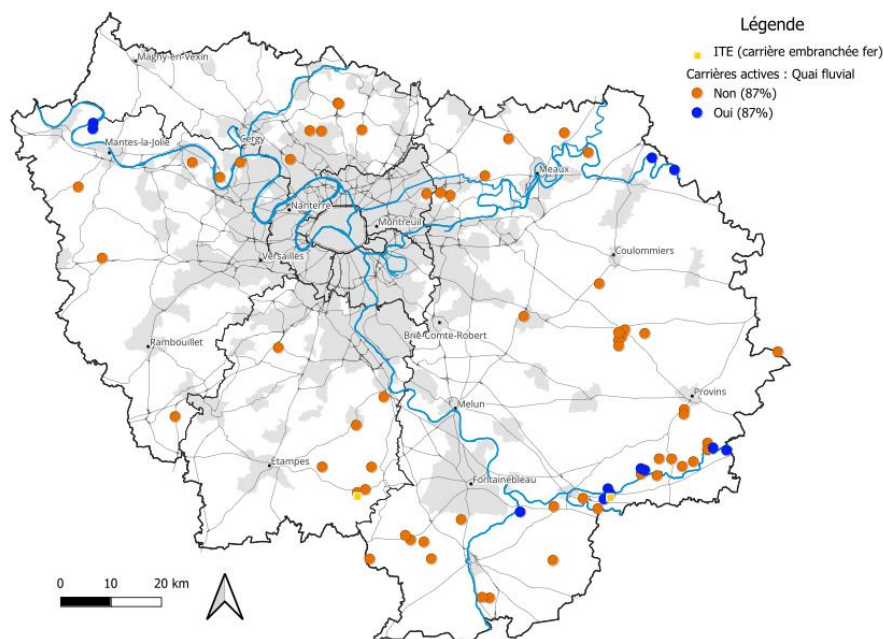 Légende
ITE (carrière embranchée fer)
Carrières actives : Quai fluvial
Non (87%)
Oui (87%)
Magny-en-Vexin
Mantes-la-Jolie
Cergy
Meaux
Nanterre
Montreuil
Versailles
Coulommiers
Brie-Comte-Robert
Rambouillet
Provins
Melun
Étampes
Fontainebleau
0 10 20 km